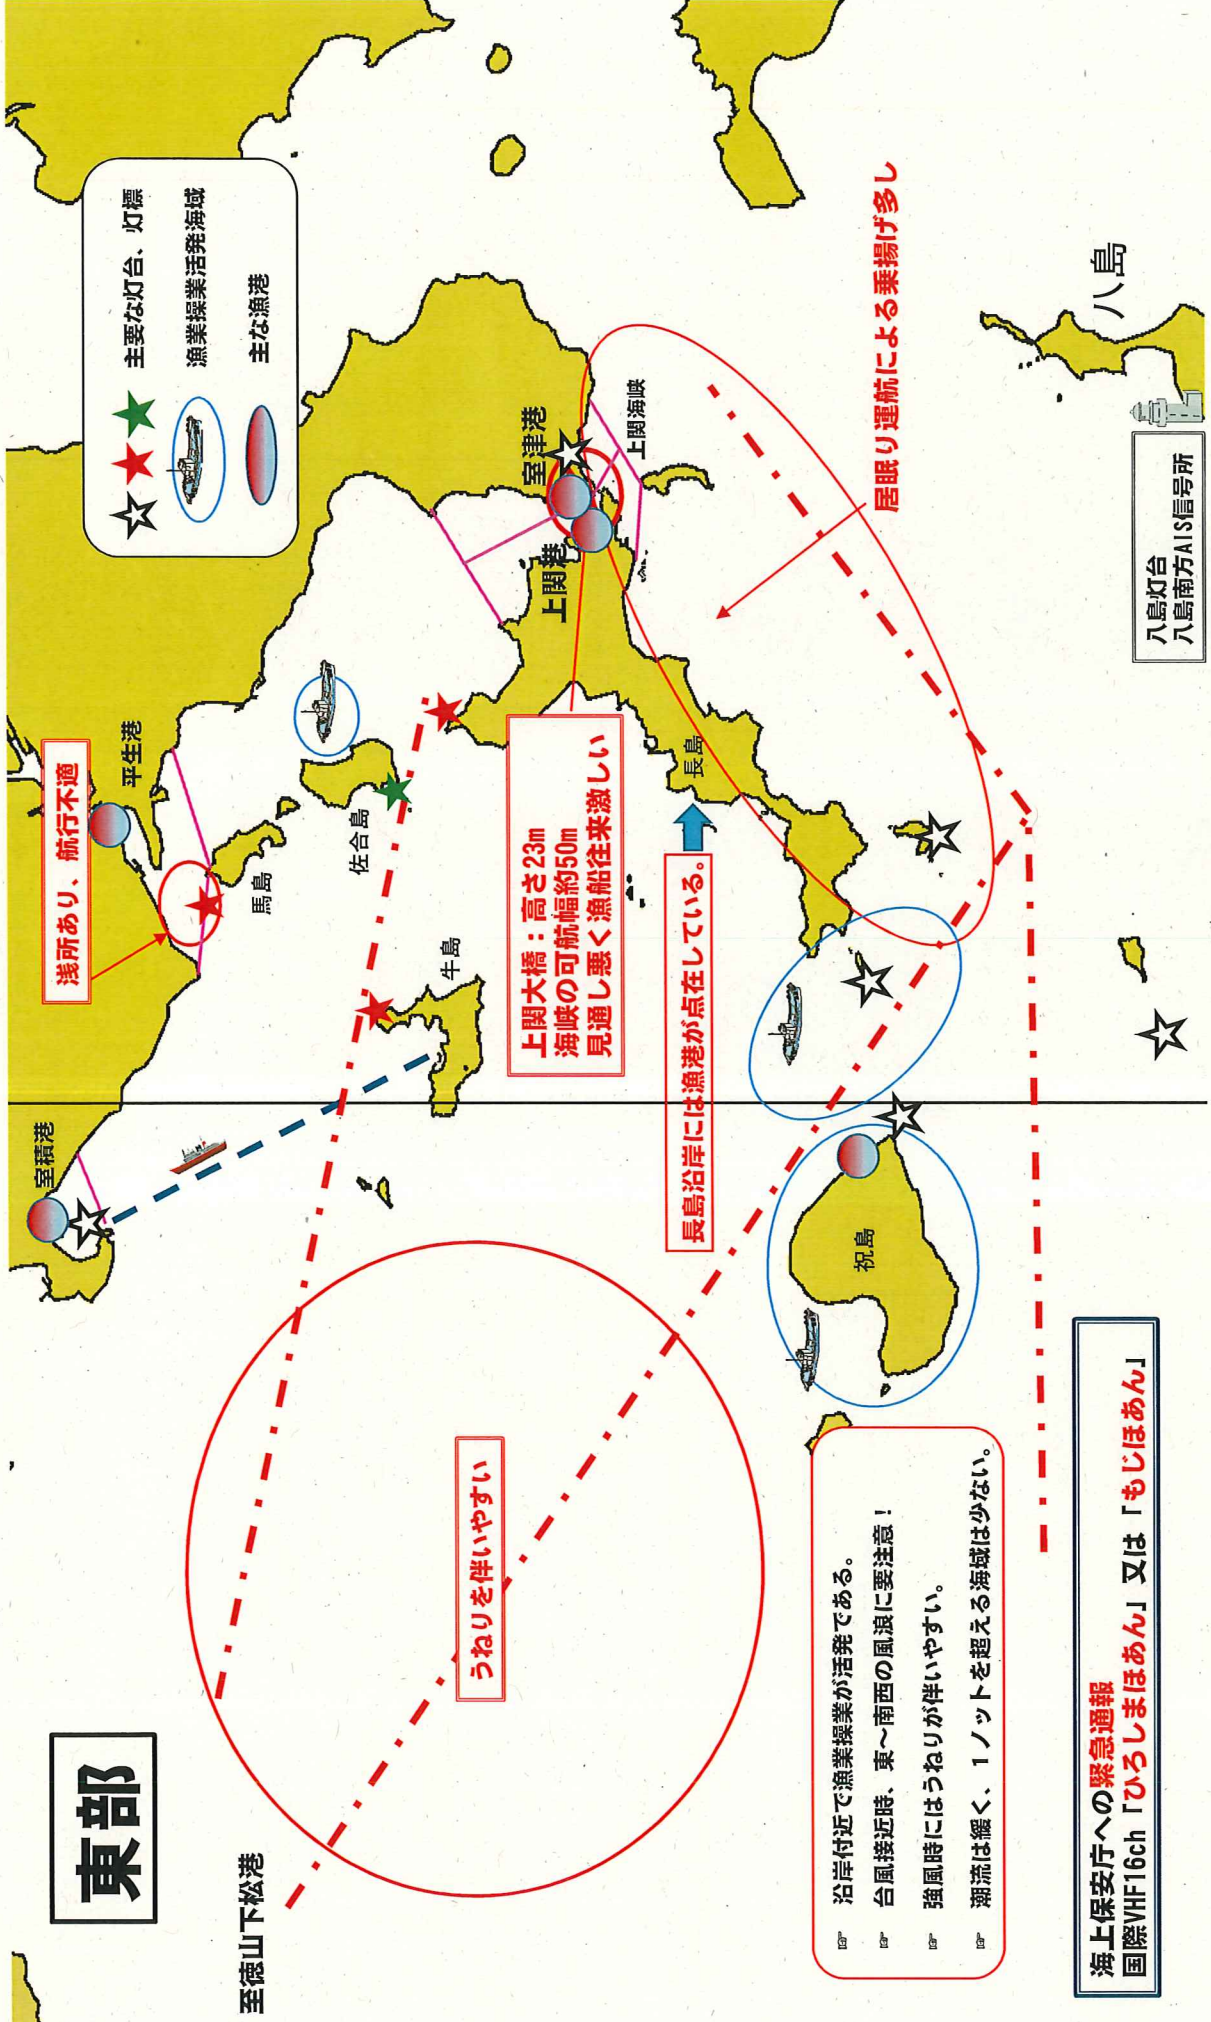 東部
至徳山下松港
うねりを伴いやすい
☞ 沿岸付近で漁業操業が活発である。
☞ 台風接近時、東～南西の風浪に要注意！
☞ 強風時にはうねりが伴いやすい。
☞ 潮流は緩く、1ノットを超える海域は少ない。
海上保安庁への緊急通報
国際VHF16ch「ひろしまほあん」又は「もじほあん」
室積港
牛島
祝島
浅所あり、航行不適
馬島
平生港
佐合島
上関大橋：高さ23m
海峡の可航幅約50m
見通し悪く漁船往来激しい
長島沿岸には漁港が点在している。
長島
上関港
室津港
上関海峡
主要な灯台、灯標
漁業操業活発海域
主な漁港
居眠り運航による乗揚げ多し
八島
八島灯台
八島南方AIS信号所